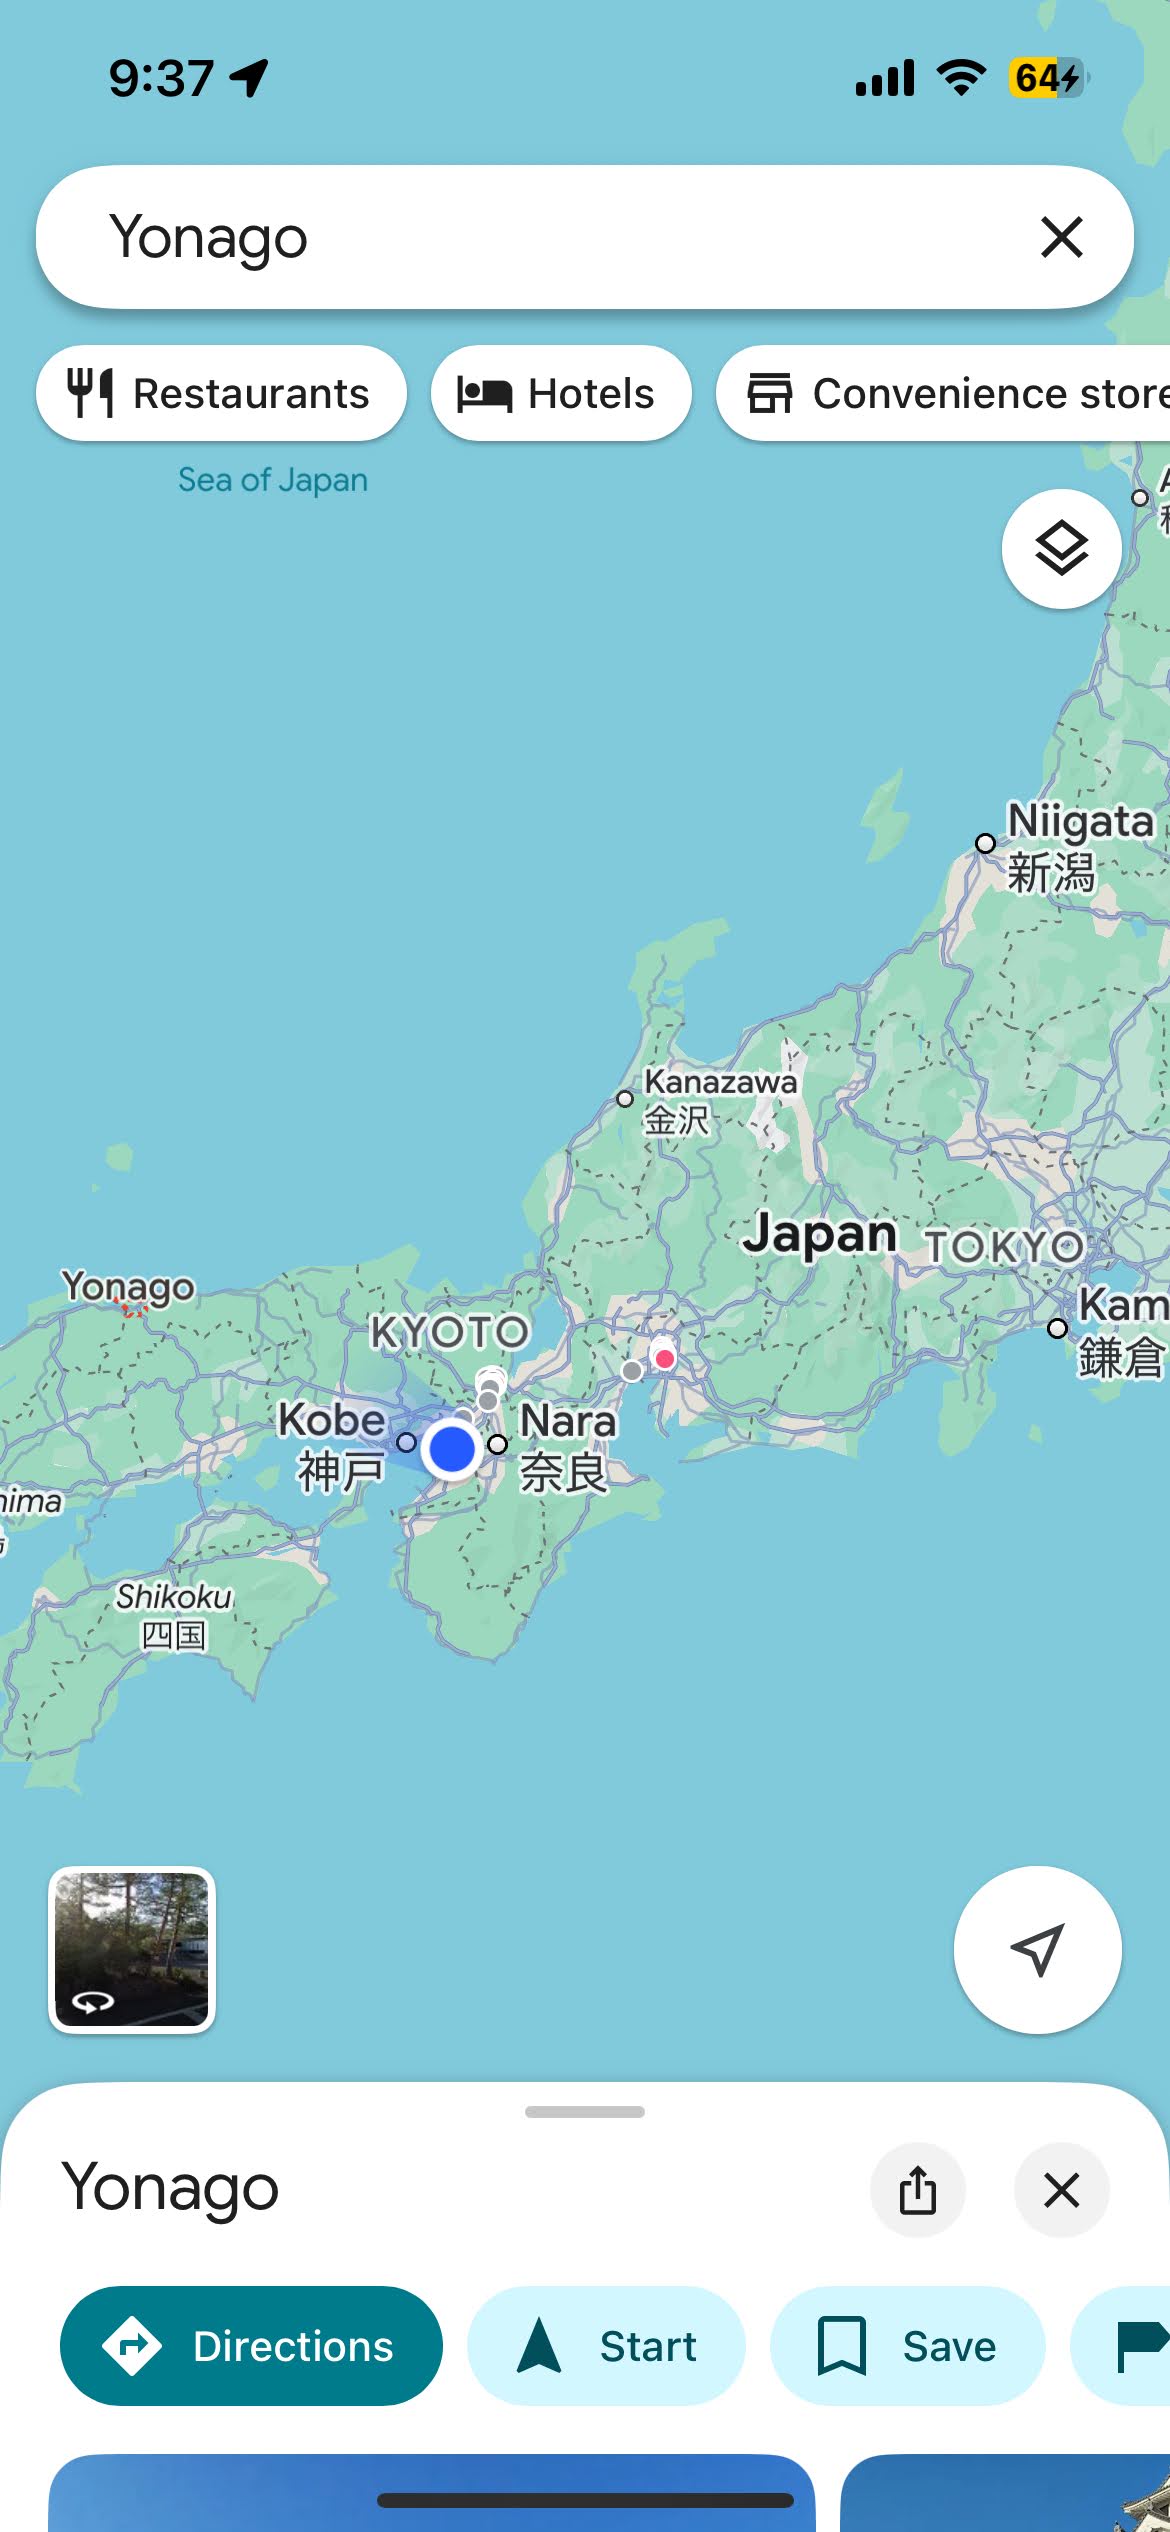 9:37
64
Yonago
Restaurants
Hotels
Convenience store
Sea of Japan
Niigata
新潟
Kanazawa
金沢
Japan
TOKYO
Yonago
KYOTO
Kam
鎌倉
Kobe
神戸
Nara
奈良
hima
Shikoku
四国
Yonago
Directions
Start
Save